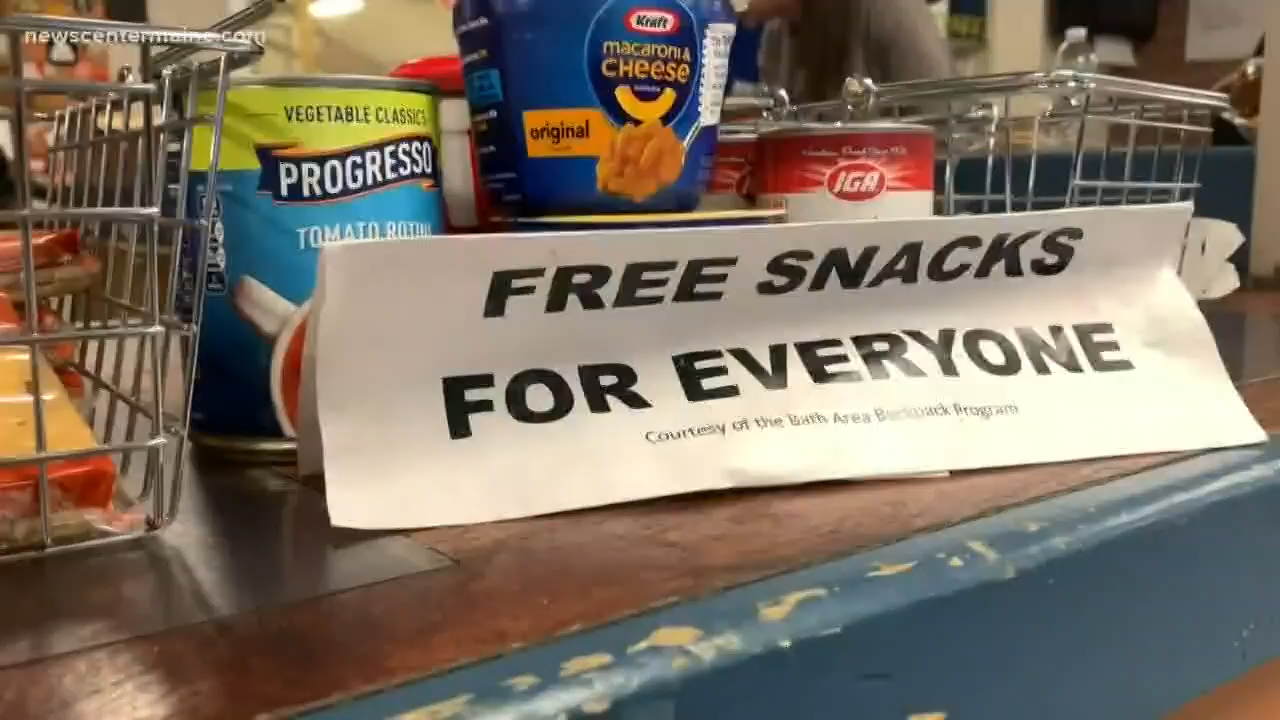 newscentermaine.com
Kraft
macaroni &
CHEESE
original
VEGETABLE CLASSICS
PROGRESSO
TOMATO ROTINI
IGA
FREE SNACKS
FOR EVERYONE
Courtesy of the Bath Area Backpack Program